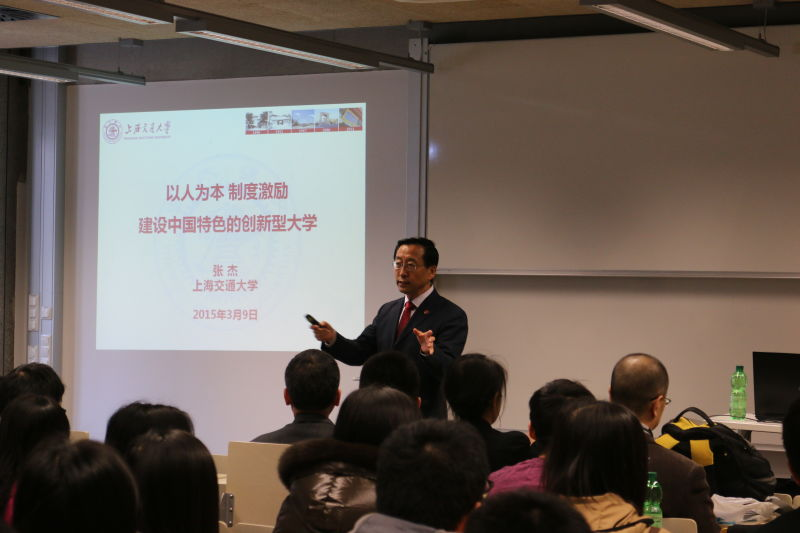 上海交通大学
以人为本 制度激励
建设中国特色的创新型大学
张 杰
上海交通大学
2015年3月9日